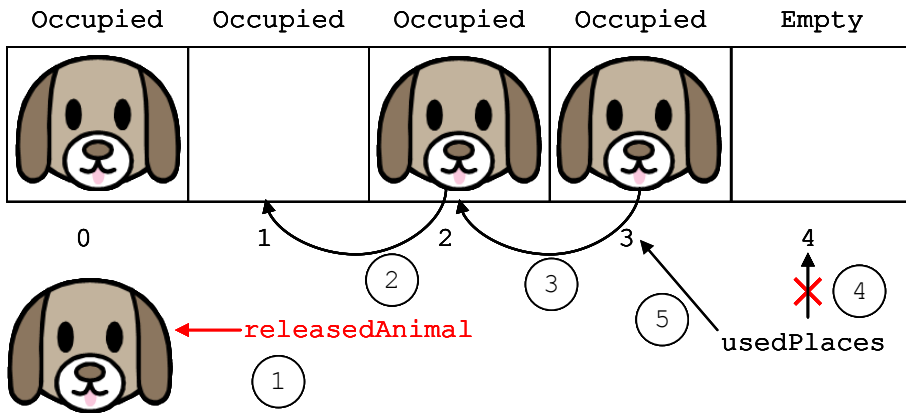 Occupied Occupied Occupied Occupied Empty
0 1 2 3 4
2 3 4
5
releasedAnimal
usedPlaces
1